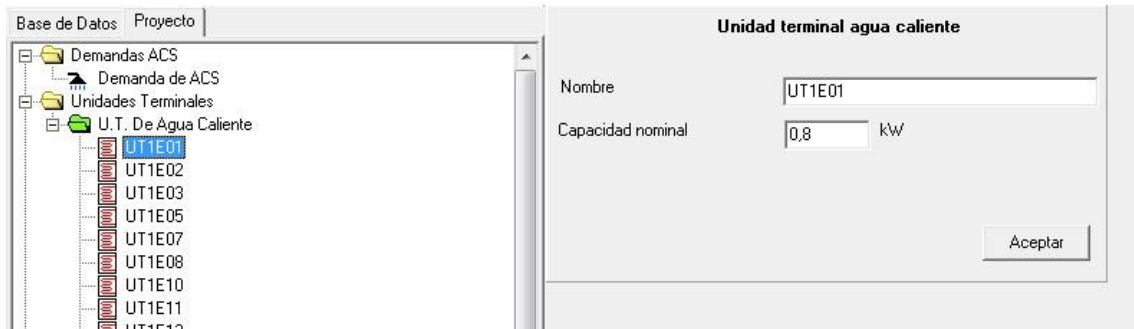 Base de Datos Proyecto
Demandas ACS
Demanda de ACS
Unidades Terminales
U.T. De Agua Caliente
UT1E01
UT1E02
UT1E03
UT1E05
UT1E07
UT1E08
UT1E10
UT1E11
Unidad terminal agua caliente
Nombre UT1E01
Capacidad nominal 0,8 kW
Aceptar